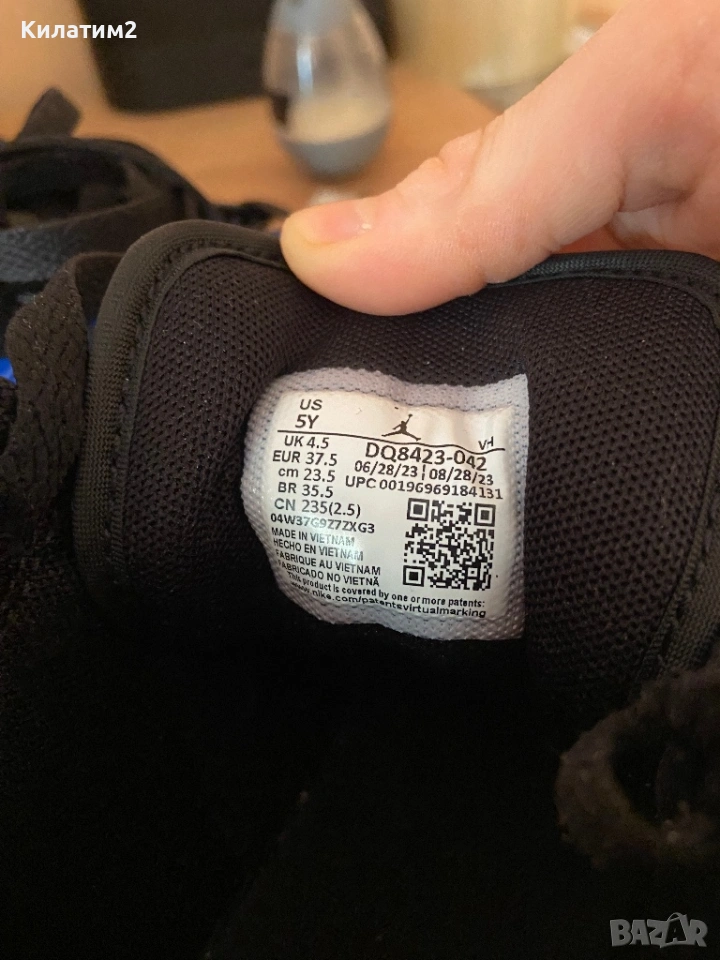 Килатим2
US
5Y
UK 4.5
EUR 37.5
cm 23.5
BR 35.5
CN 235(2.5)
04W37G9Z7ZXG3
MADE IN VIETNAM
HECHO EN VIETNAM
FABRIQUE AU VIETNAM
FABRICADO NO VIETNÃ
This product is covered by one or more patents:
www.nike.com/patentsvirtualmarking
VH
DQ8423-042
06/28/23 | 08/28/23
UPC 00196969184131
BAZAR